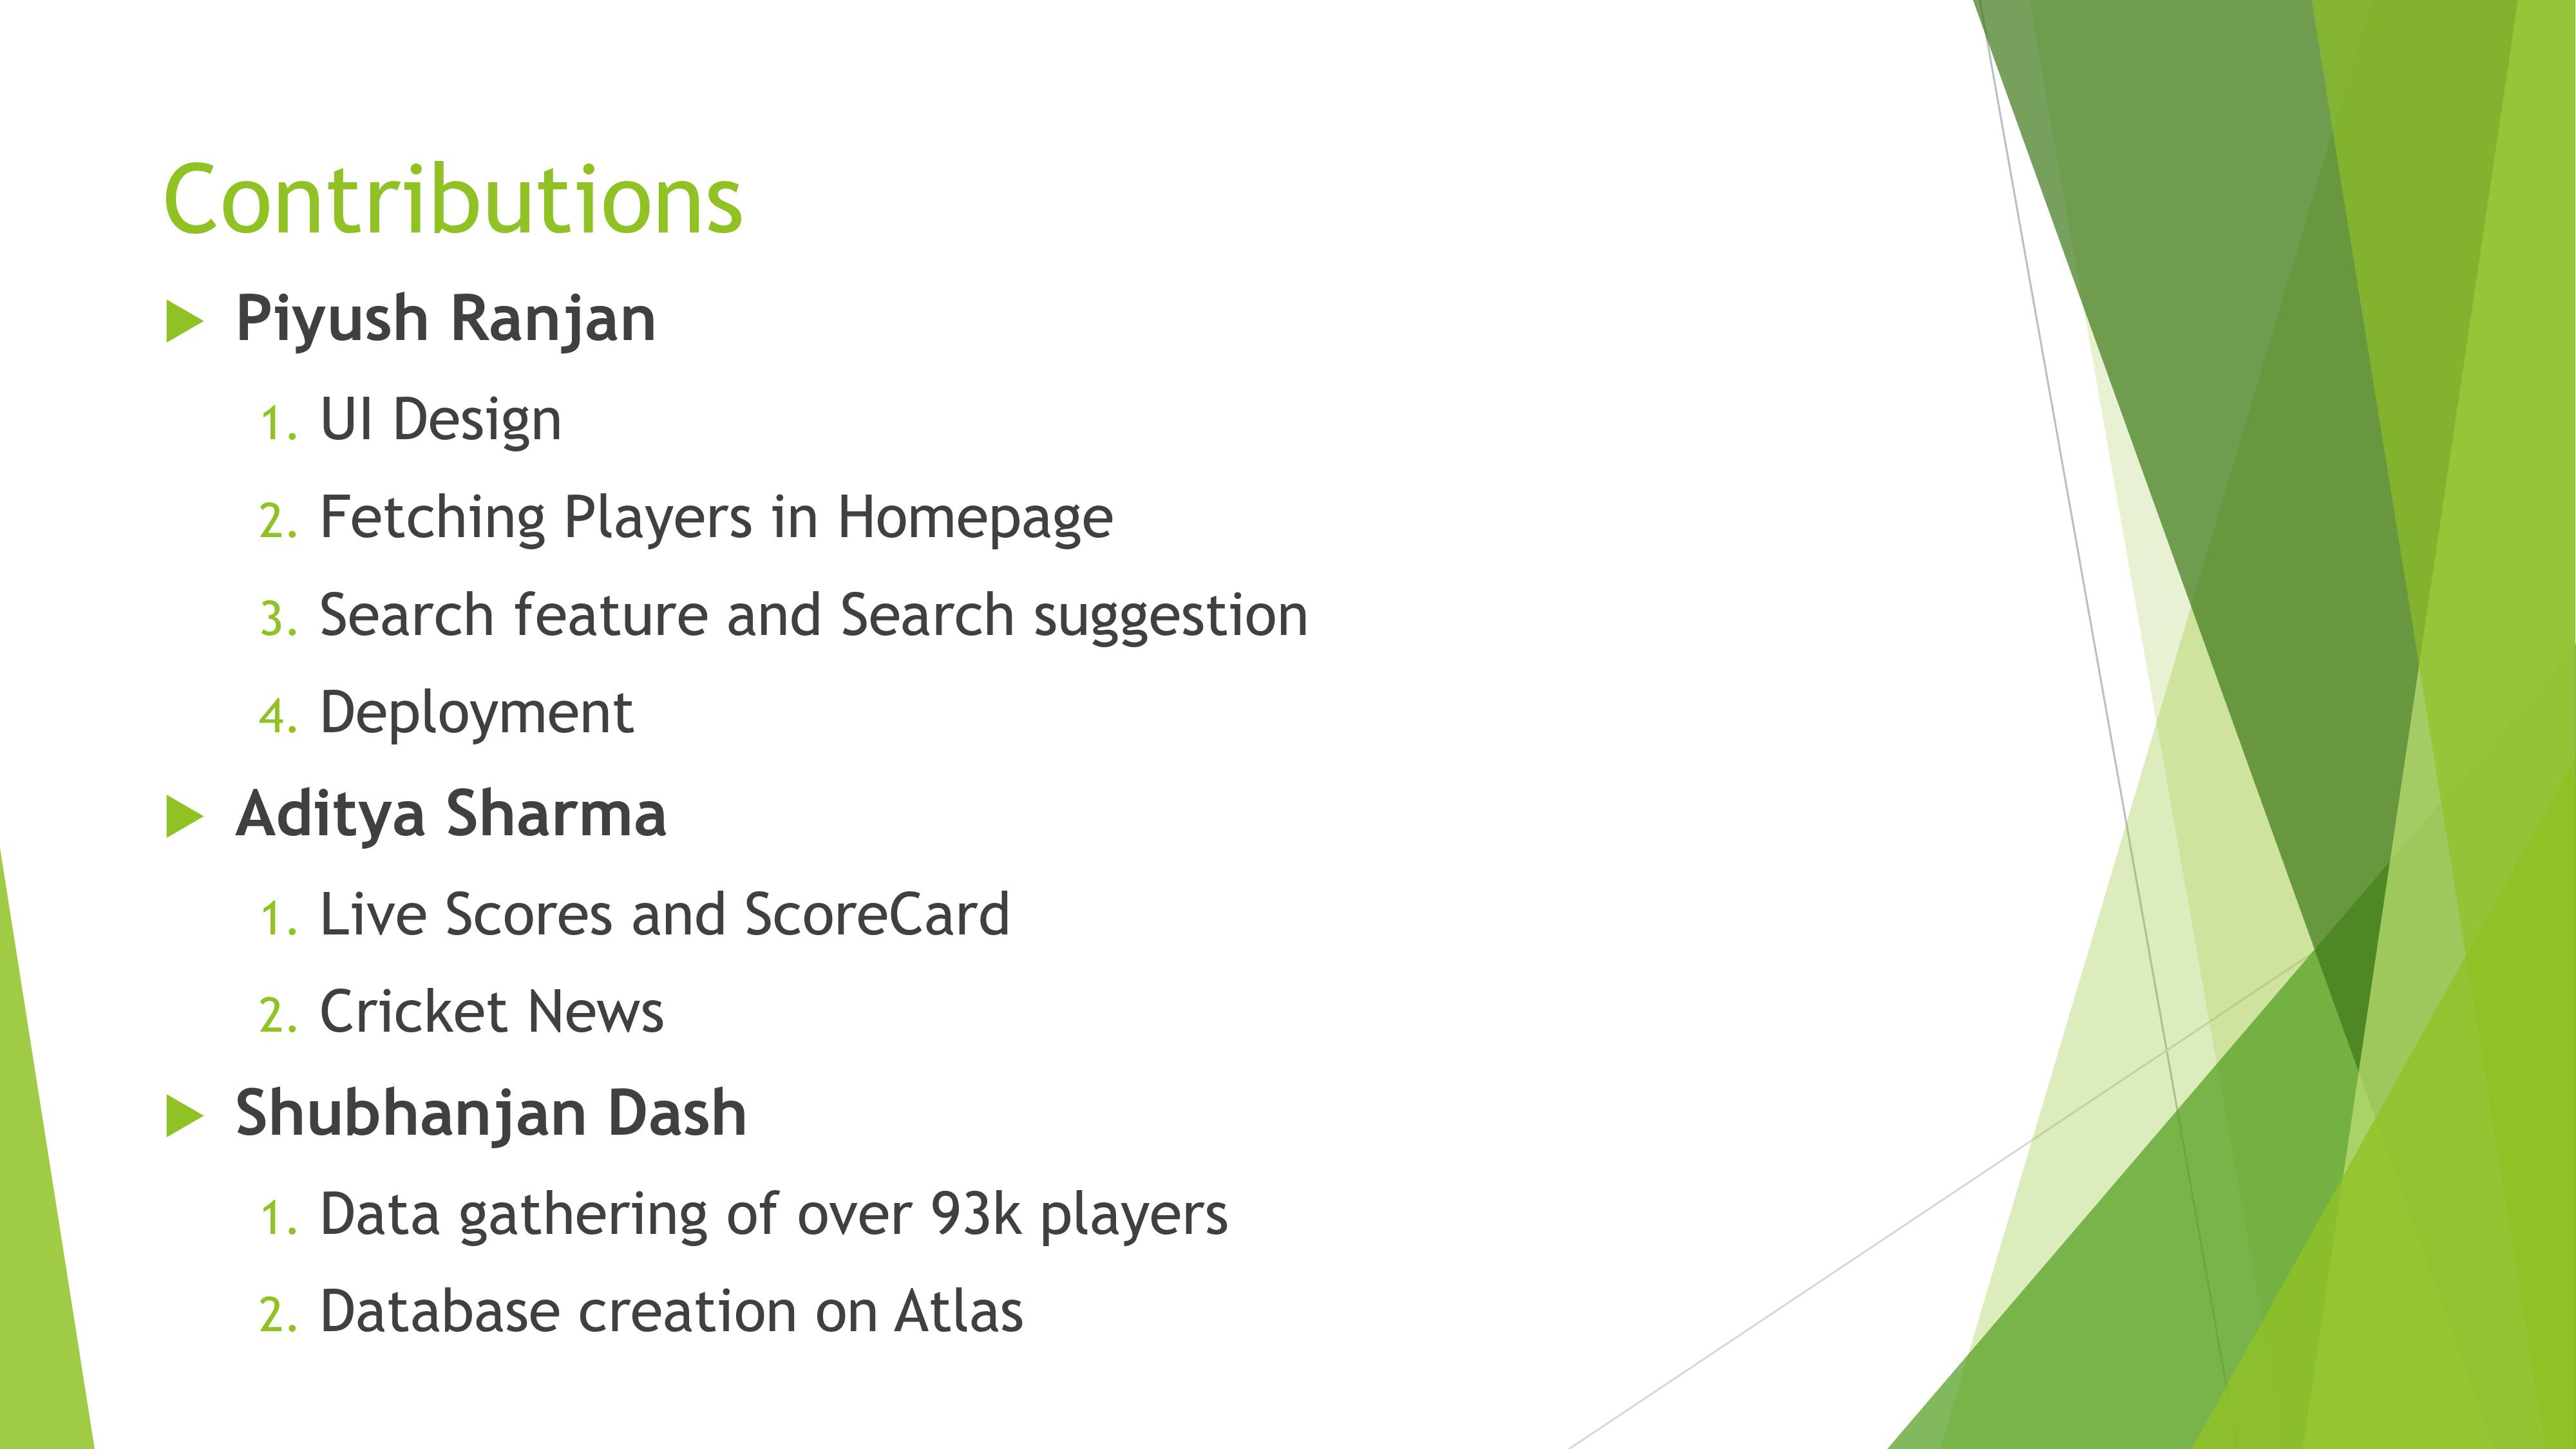 Contributions
Piyush Ranjan
1. UI Design
2. Fetching Players in Homepage
3. Search feature and Search suggestion
4. Deployment
Aditya Sharma
1. Live Scores and ScoreCard
2. Cricket News
Shubhanjan Dash
1. Data gathering of over 93k players
2. Database creation on Atlas